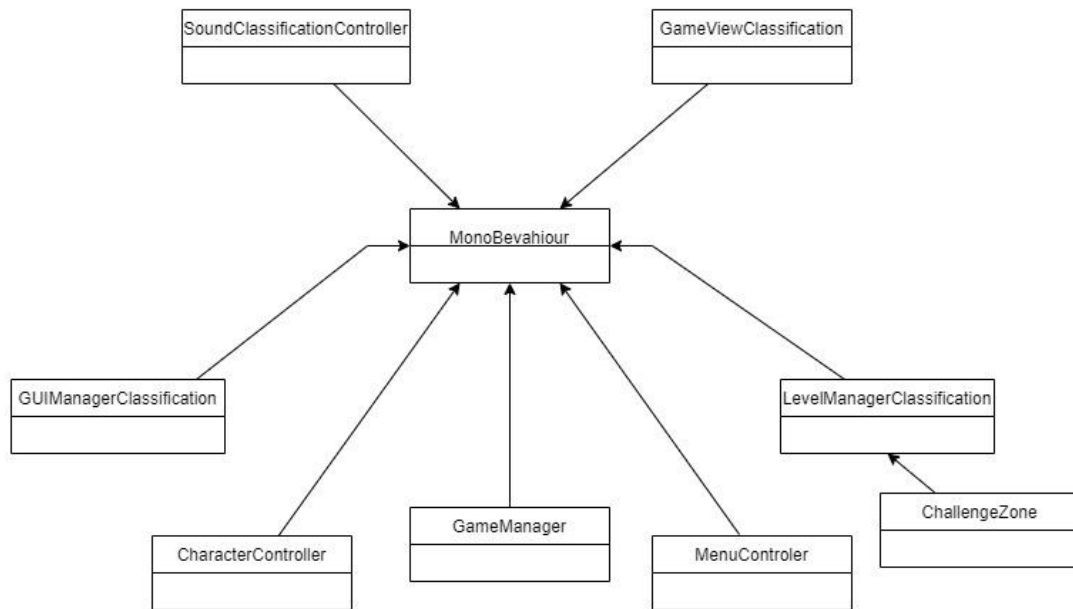 SoundClassificationController
GameViewClassification
MonoBevahiour
GUIManagerClassification
LevelManagerClassification
ChallengeZone
GameManager
CharacterController
MenuControler